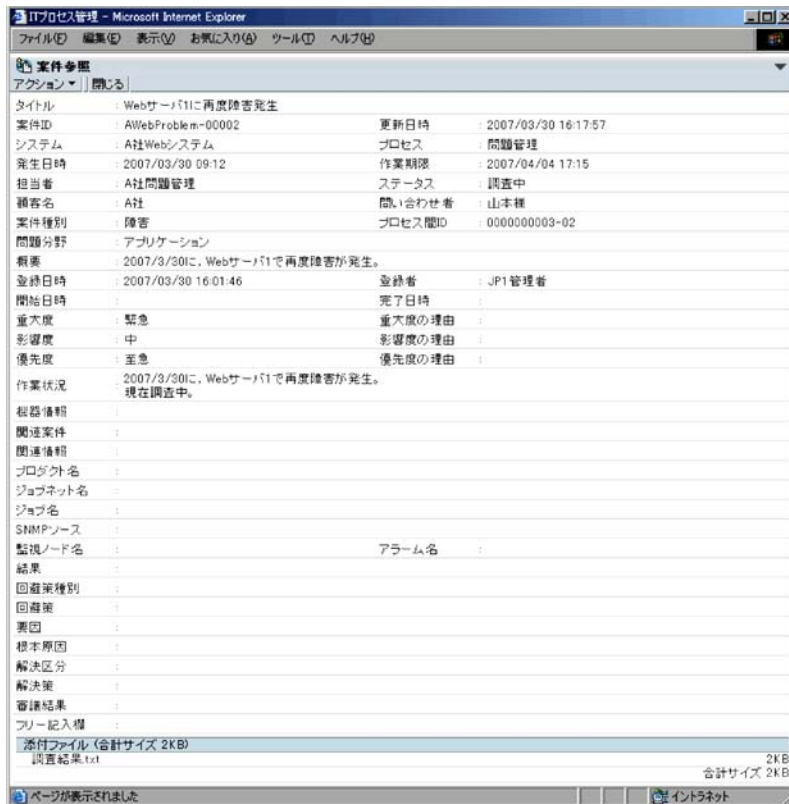 ITプロセス管理 - Microsoft Internet Explorer
ファイル(F) 編集(E) 表示(V) お気に入り(A) ツール(T) ヘルプ(H)
案件参照
アクション 閉じる
タイトル : Webサーバ1に再度障害発生
案件ID : AWebProblem-00002 更新日時 : 2007/03/30 16:17:57
システム : A社Webシステム プロセス : 問題管理
発生日時 : 2007/03/30 09:12 作業期限 : 2007/04/04 17:15
担当者 : A社問題管理 ステータス : 調査中
顧客名 : A社 問い合わせ者 : 山本様
案件種別 : 障害 プロセス間ID : 0000000003-02
問題分野 : アプリケーション
概要 : 2007/3/30に、Webサーバ1で再度障害が発生。
登録日時 : 2007/03/30 16:01:46 登録者 : JP1管理者
開始日時 : 完了日時 :
重大度 : 緊急 重大度の理由 :
影響度 : 中 影響度の理由 :
優先度 : 至急 優先度の理由 :
作業状況 : 2007/3/30に、Webサーバ1で再度障害が発生。
現在調査中。
機器情報 :
関連案件 :
関連情報 :
プロダクト名 :
ジョブネット名 :
ジョブ名 :
SNMPソース :
監視ノード名 : アラーム名 :
結果 :
回避策種別 :
回避策 :
要因 :
根本原因 :
解決区分 :
解決策 :
審議結果 :
フリー記入欄 :
添付ファイル (合計サイズ 2KB)
調査結果.txt 2KB
合計サイズ 2KB
ページが表示されました イントラネット